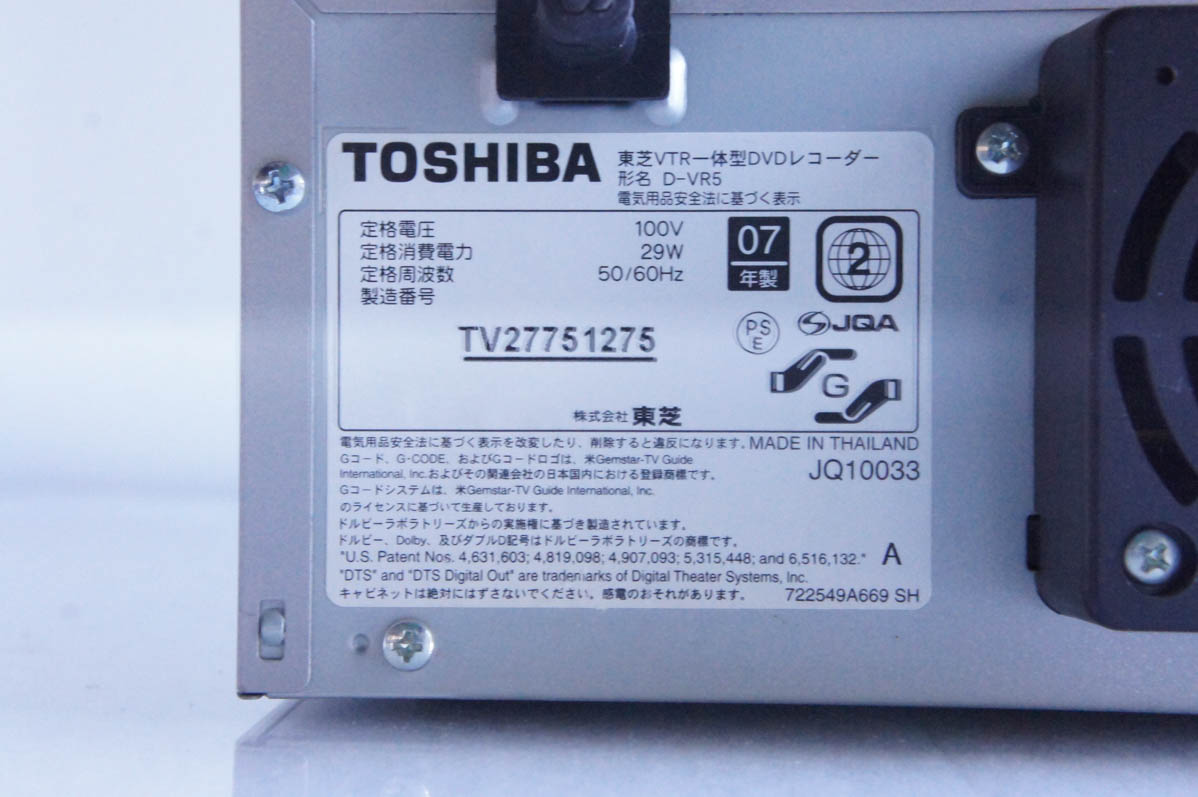 TOSHIBA
東芝VTR一体型DVDレコーダー
形名 D-VR5
電気用品安全法に基づく表示
定格電圧 100V
定格消費電力 29W
定格周波数 50/60Hz
製造番号
TV27751275
07
年製
2
PS
E
JQA
G
株式会社 東芝
電気用品安全法に基づく表示を改変したり、削除すると違反になります。MADE IN THAILAND
Gコード、G-CODE、およびGコードロゴは、米Gemstar-TV Guide
International, Inc.およびその関連会社の日本国内における登録商標です。
JQ10033
Gコードシステムは、米Gemstar-TV Guide International, Inc.
のライセンスに基づいて生産しております。
ドルビーラボラトリーズからの実施権に基づき製造されています。
ドルビー、Dolby、及びダブルD記号はドルビーラボラトリーズの商標です。
"U.S. Patent Nos. 4,631,603; 4,819,098; 4,907,093; 5,315,448; and 6,516,132."
A
"DTS" and "DTS Digital Out" are trademarks of Digital Theater Systems, Inc.
キャビネットは絶対にはずさないでください。感電のおそれがあります。 722549A669 SH